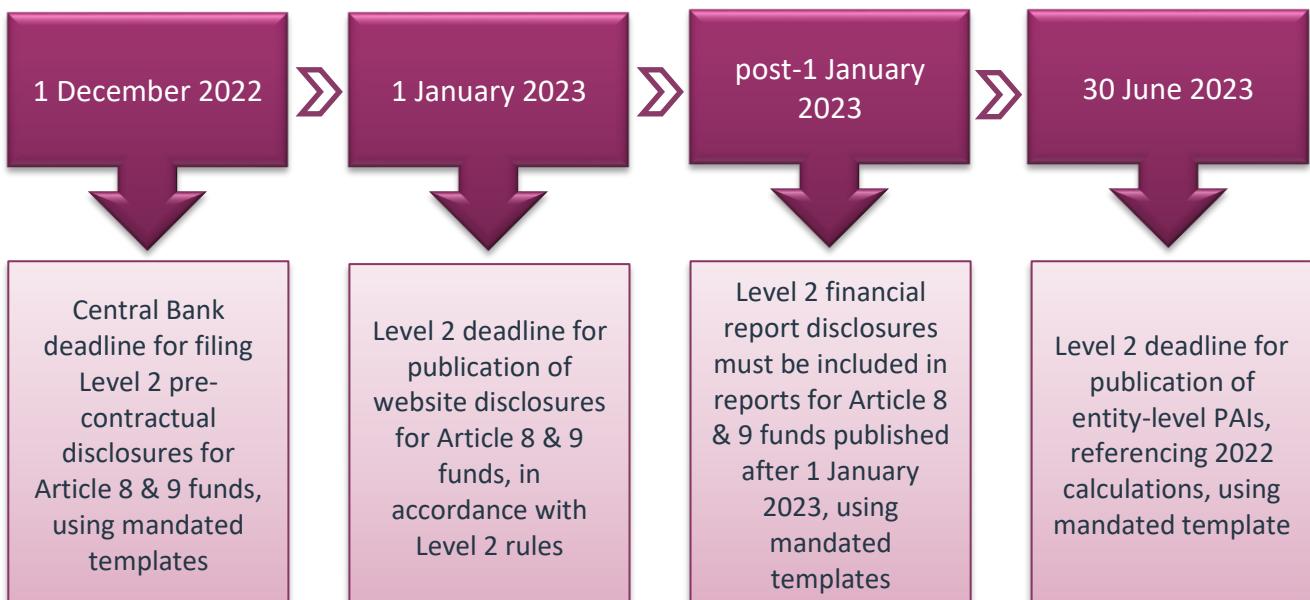 1 December 2022
1 January 2023
post-1 January
2023
30 June 2023
Central Bank
deadline for filing
Level 2 pre-
contractual
disclosures for
Article 8 & 9 funds,
using mandated
templates
Level 2 deadline for
publication of
website disclosures
for Article 8 & 9
funds, in
accordance with
Level 2 rules
Level 2 financial
report disclosures
must be included in
reports for Article 8
& 9 funds published
after 1 January
2023, using
mandated
templates
Level 2 deadline for
publication of
entity-level PAIs,
referencing 2022
calculations, using
mandated template